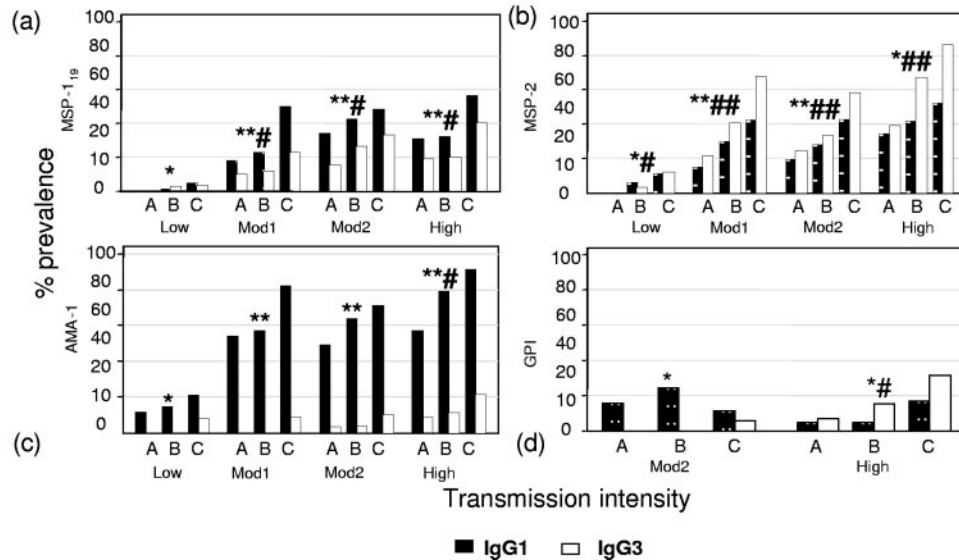 (a)
MSP-1₁₉
100
80
60
40
20
10
0
*
**#
**#
**#
A B C A B C A B C A B C
Low Mod1 Mod2 High
(b)
MSP-2
100
80
60
40
20
10
0
*#
**##
**##
*##
A B C A B C A B C A B C
Low Mod1 Mod2 High
% prevalence
(c)
AMA-1
100
80
60
40
20
10
0
*
**
**
**#
A B C A B C A B C A B C
Low Mod1 Mod2 High
(d)
GPI
100
80
60
40
20
10
0
*
*#
A B C A B C
Mod2 High
Transmission intensity
IgG1 IgG3